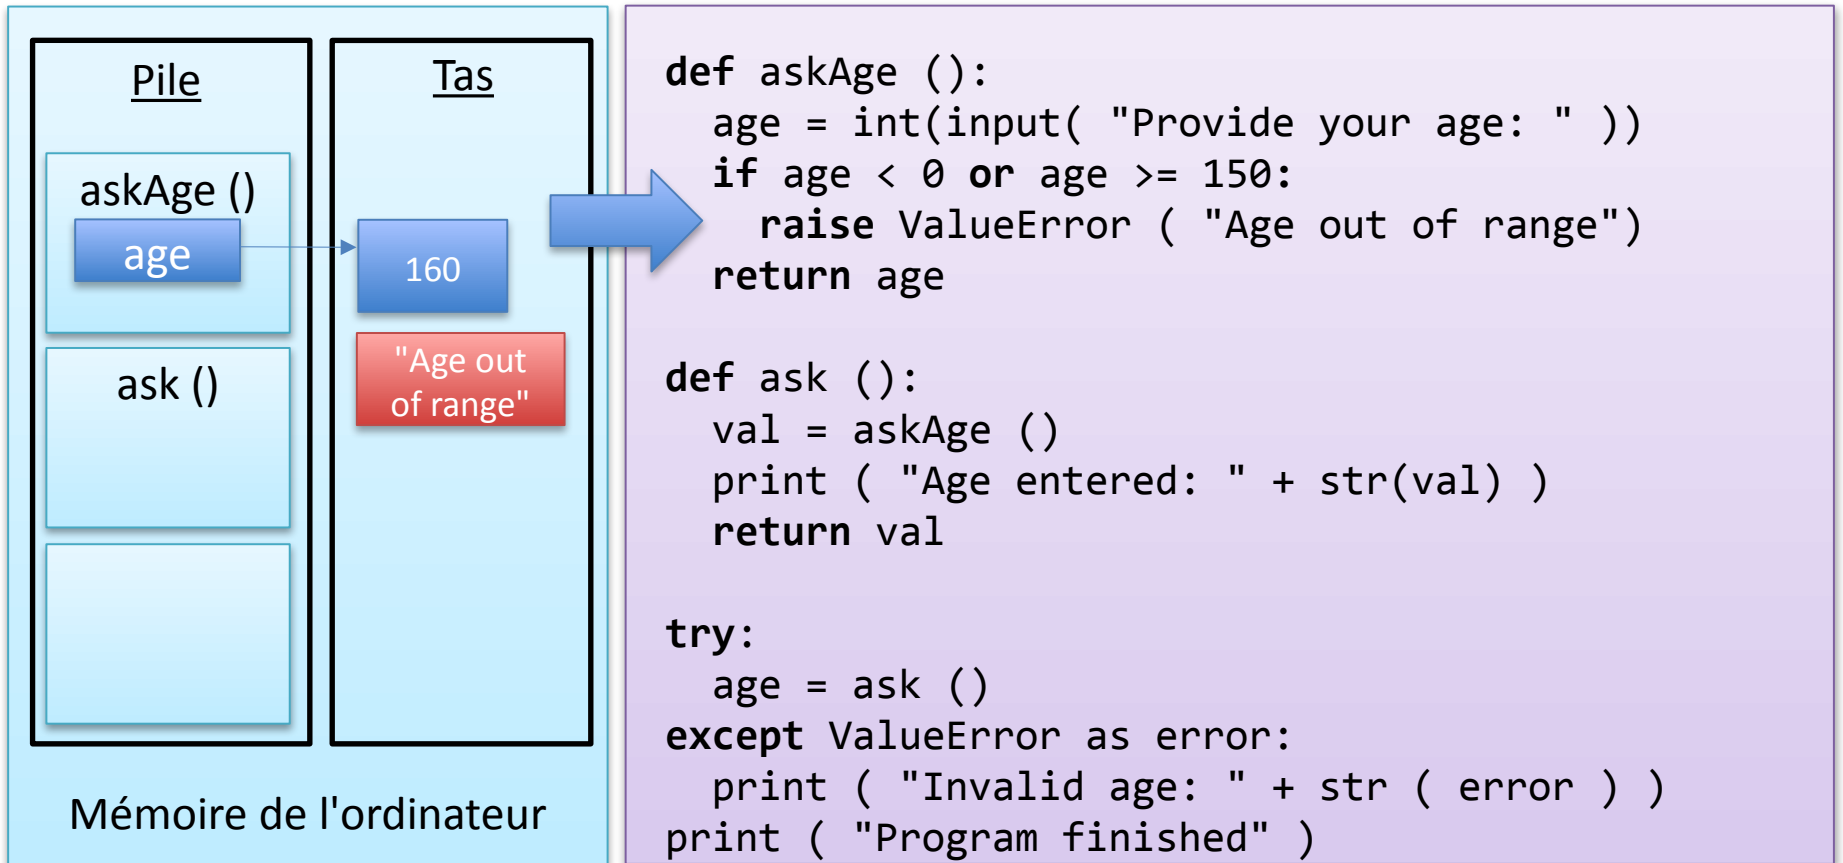 Pile
askAge ()
age
ask ()
Tas
160
"Age out
of range"
Mémoire de l'ordinateur
def askAge ():
  age = int(input( "Provide your age: " ))
  if age < 0 or age >= 150:
    raise ValueError ( "Age out of range")
  return age
def ask ():
  val = askAge ()
  print ( "Age entered: " + str(val) )
  return val
try:
  age = ask ()
except ValueError as error:
  print ( "Invalid age: " + str ( error ) )
print ( "Program finished" )